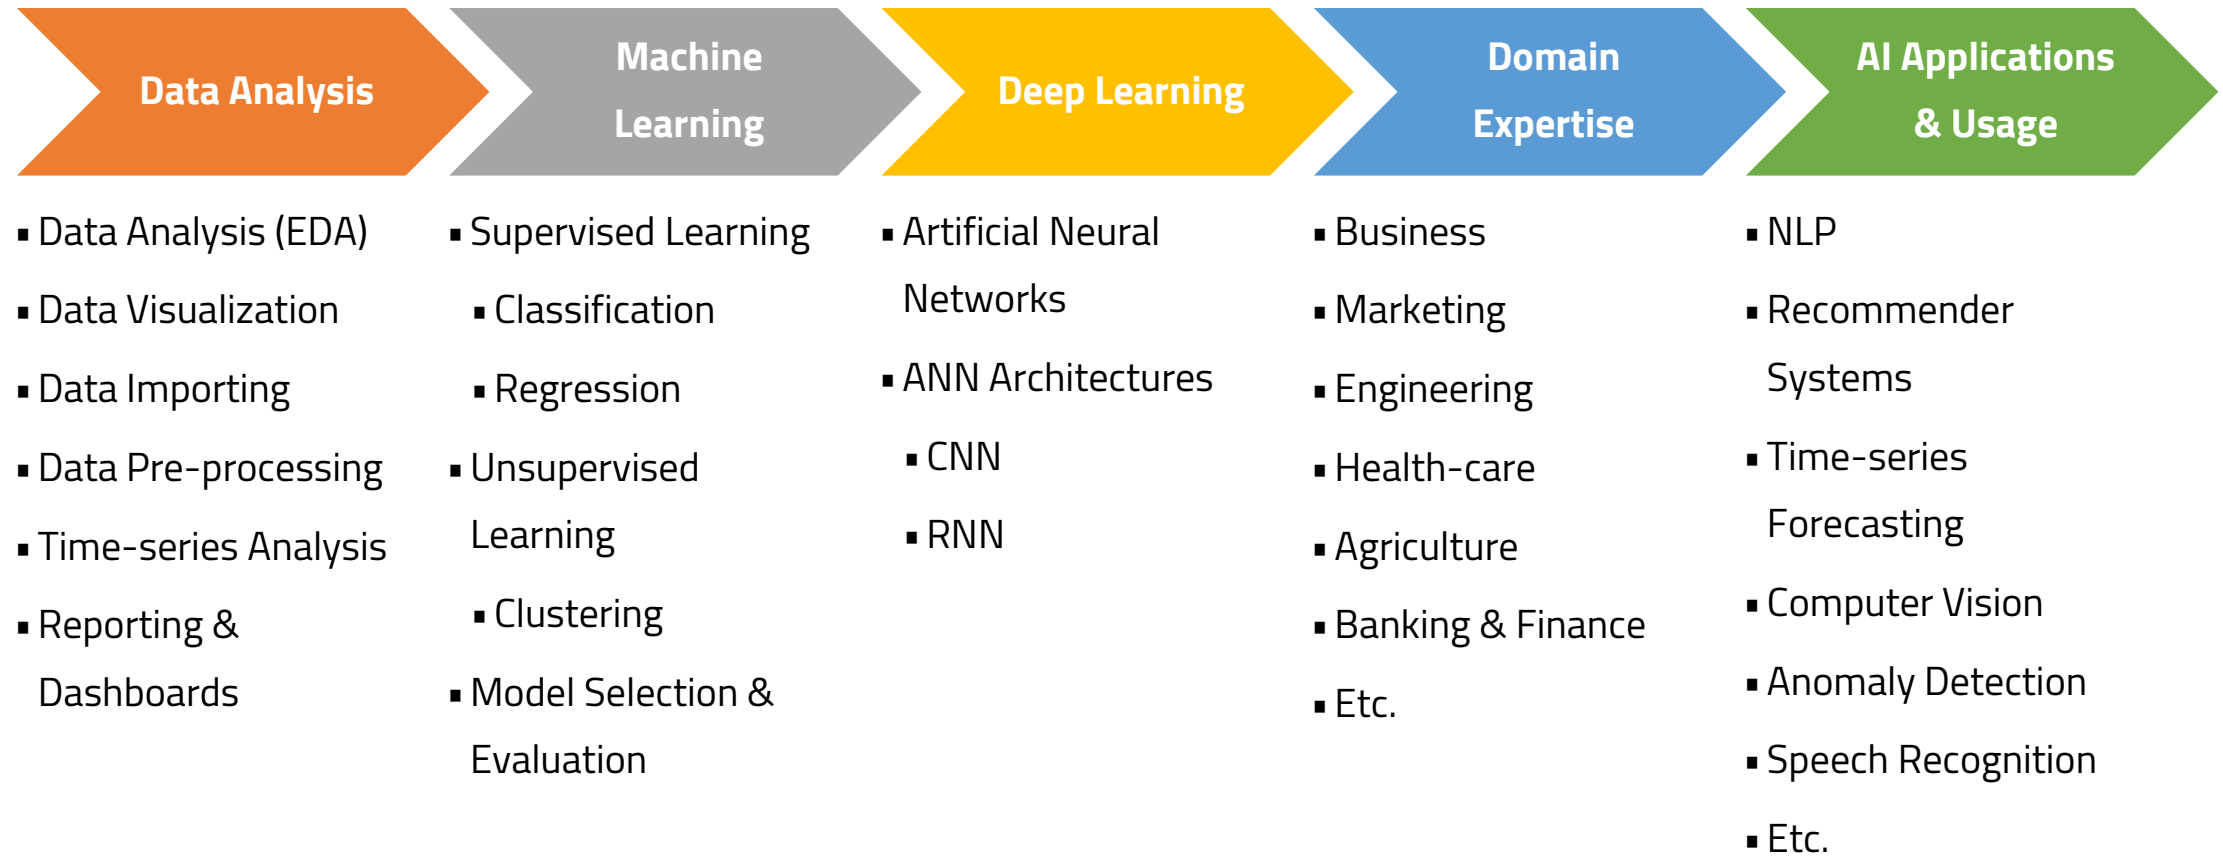 Data Analysis
Machine
Learning
Deep Learning
Domain
Expertise
AI Applications
& Usage
▪ Data Analysis (EDA)
▪ Data Visualization
▪ Data Importing
▪ Data Pre-processing
▪ Time-series Analysis
▪ Reporting &
Dashboards
▪ Supervised Learning
▪ Classification
▪ Regression
▪ Unsupervised
Learning
▪ Clustering
▪ Model Selection &
Evaluation
▪ Artificial Neural
Networks
▪ ANN Architectures
▪ CNN
▪ RNN
▪ Business
▪ Marketing
▪ Engineering
▪ Health-care
▪ Agriculture
▪ Banking & Finance
▪ Etc.
▪ NLP
▪ Recommender
Systems
▪ Time-series
Forecasting
▪ Computer Vision
▪ Anomaly Detection
▪ Speech Recognition
▪ Etc.